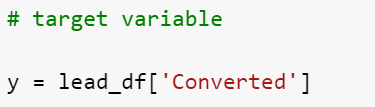 # target variable
y = lead_df['Converted']